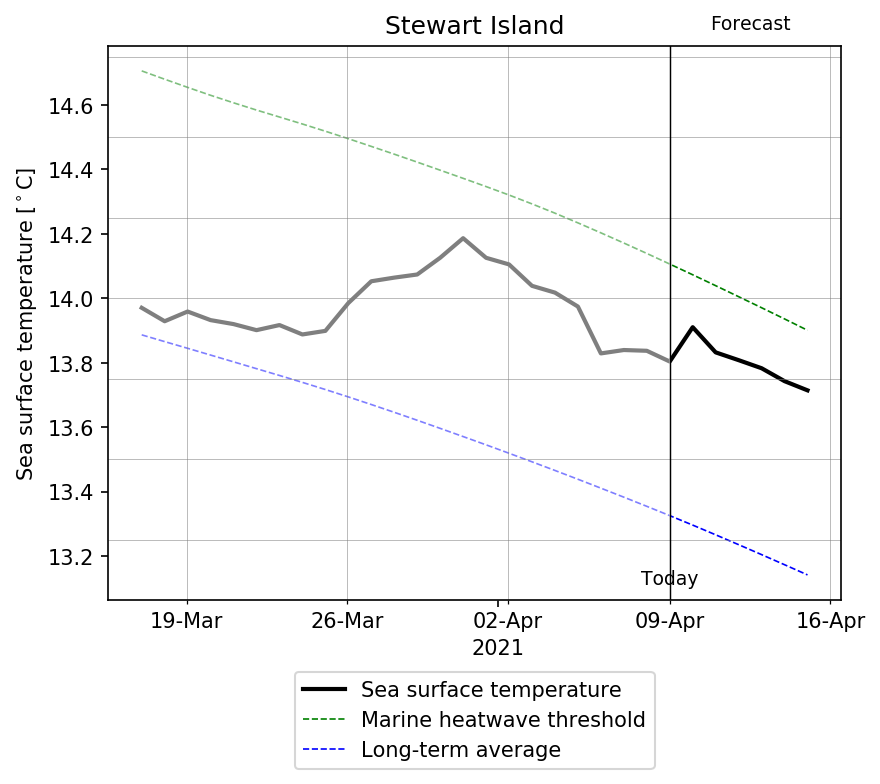 Stewart Island
Forecast
Sea surface temperature [°C]
14.6
14.4
14.2
14.0
13.8
13.6
13.4
13.2
Today
19-Mar 26-Mar 02-Apr 09-Apr 16-Apr
2021
Sea surface temperature
Marine heatwave threshold
Long-term average